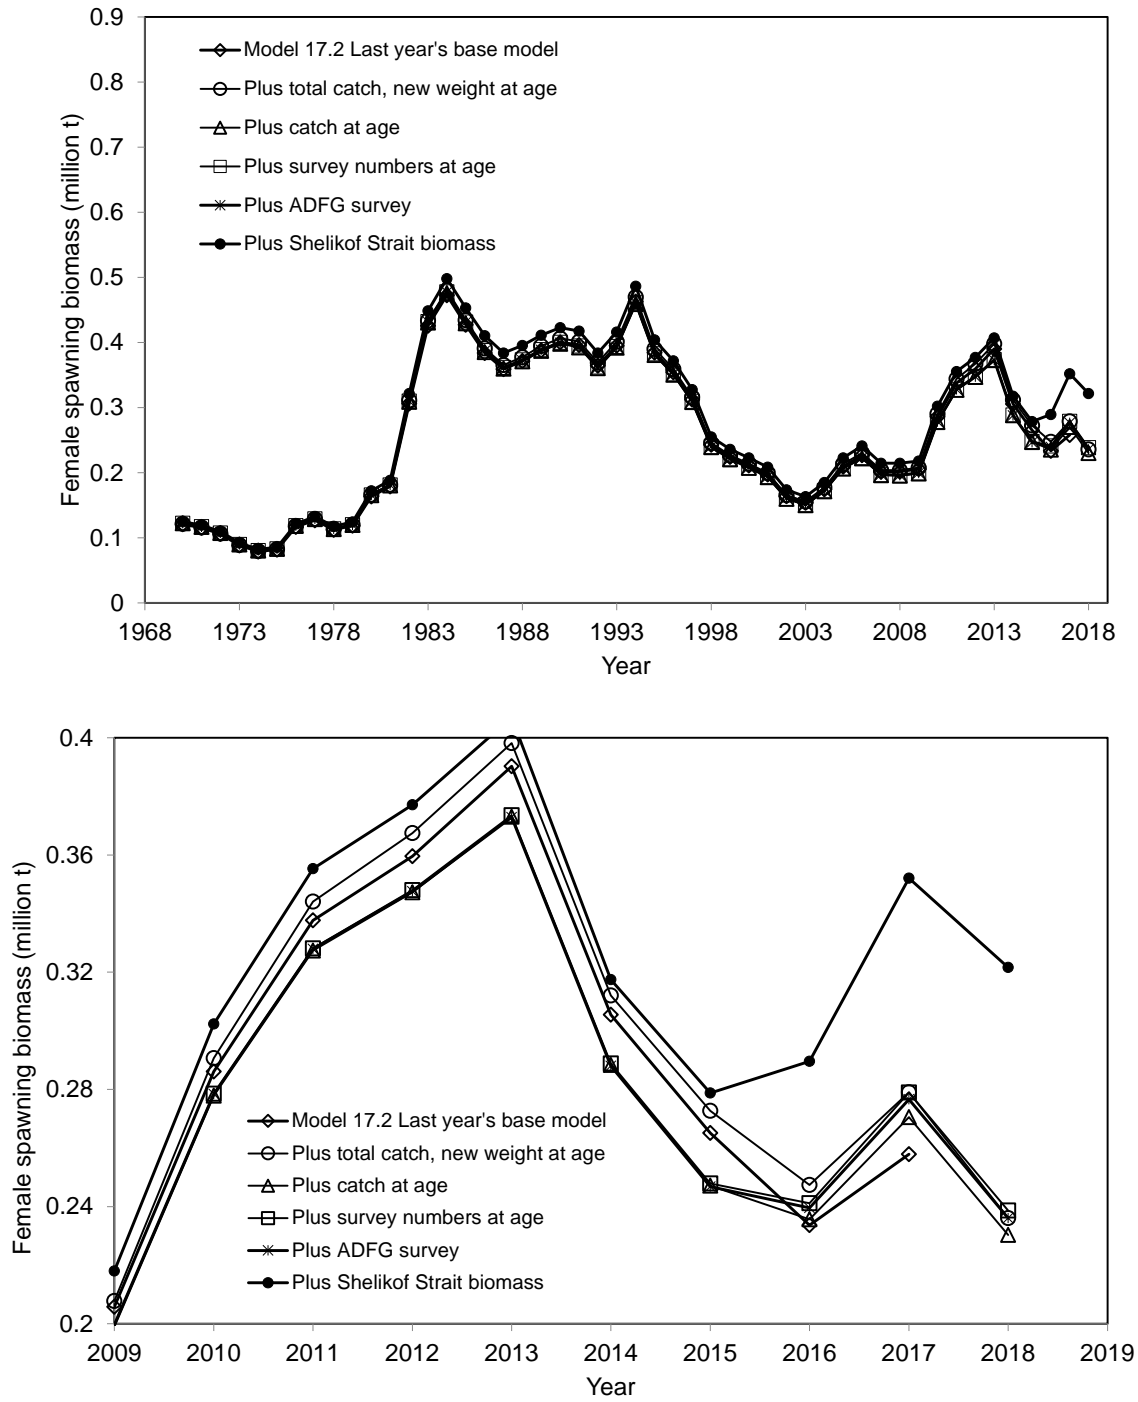 0.9
0.8
0.7
0.6
0.5
0.4
0.3
0.2
0.1
0
Female spawning biomass (million t)
Model 17.2 Last year's base model
Plus total catch, new weight at age
Plus catch at age
Plus survey numbers at age
Plus ADFG survey
Plus Shelikof Strait biomass
1968 1973 1978 1983 1988 1993 1998 2003 2008 2013 2018
Year
0.4
0.36
0.32
0.28
0.24
0.2
Female spawning biomass (million t)
Model 17.2 Last year's base model
Plus total catch, new weight at age
Plus catch at age
Plus survey numbers at age
Plus ADFG survey
Plus Shelikof Strait biomass
2009 2010 2011 2012 2013 2014 2015 2016 2017 2018 2019
Year